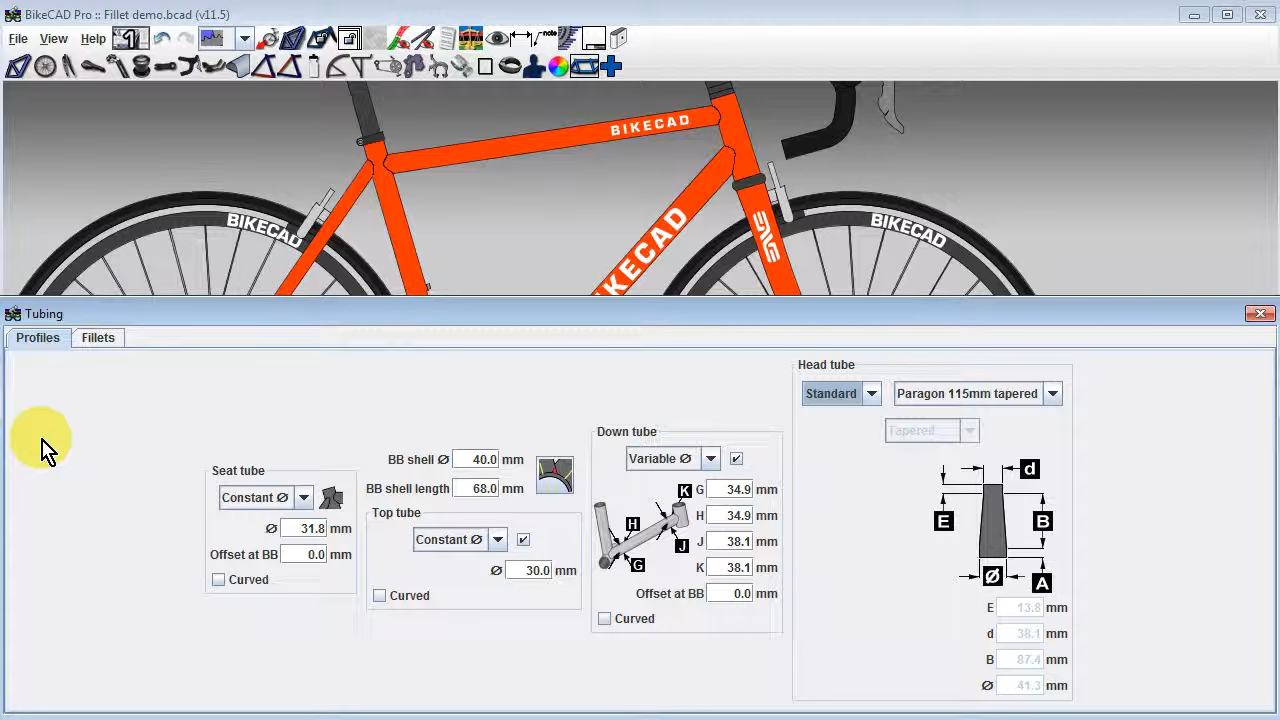 BikeCAD Pro :: Fillet demo.bcad (v11.5)
File View Help
note
BIKECAD
BIKECAD
BIKECAD
BIKECAD
Tubing
Profiles Fillets
Head tube
Standard Paragon 115mm tapered
Tapered
d
E B
Ø A
E 13.8 mm
d 38.1 mm
B 87.4 mm
Ø 41.3 mm
Down tube
Variable Ø
K G 34.9 mm
H H 34.9 mm
J J 38.1 mm
G K 38.1 mm
Offset at BB 0.0 mm
Curved
BB shell Ø 40.0 mm
BB shell length 68.0 mm
Top tube
Constant Ø
Ø 30.0 mm
Curved
Seat tube
Constant Ø
Ø 31.8 mm
Offset at BB 0.0 mm
Curved